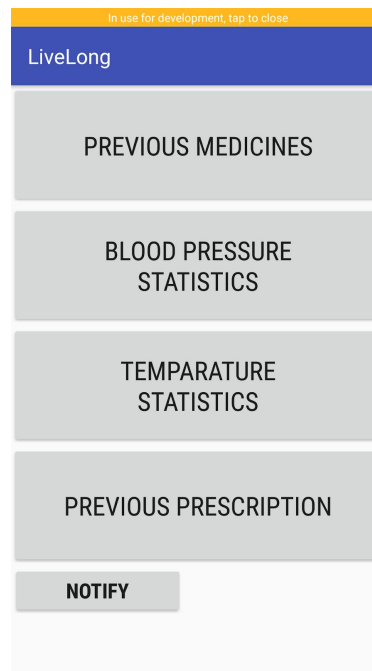 In use for development, tap to close
LiveLong
PREVIOUS MEDICINES
BLOOD PRESSURE
STATISTICS
TEMPARATURE
STATISTICS
PREVIOUS PRESCRIPTION
NOTIFY